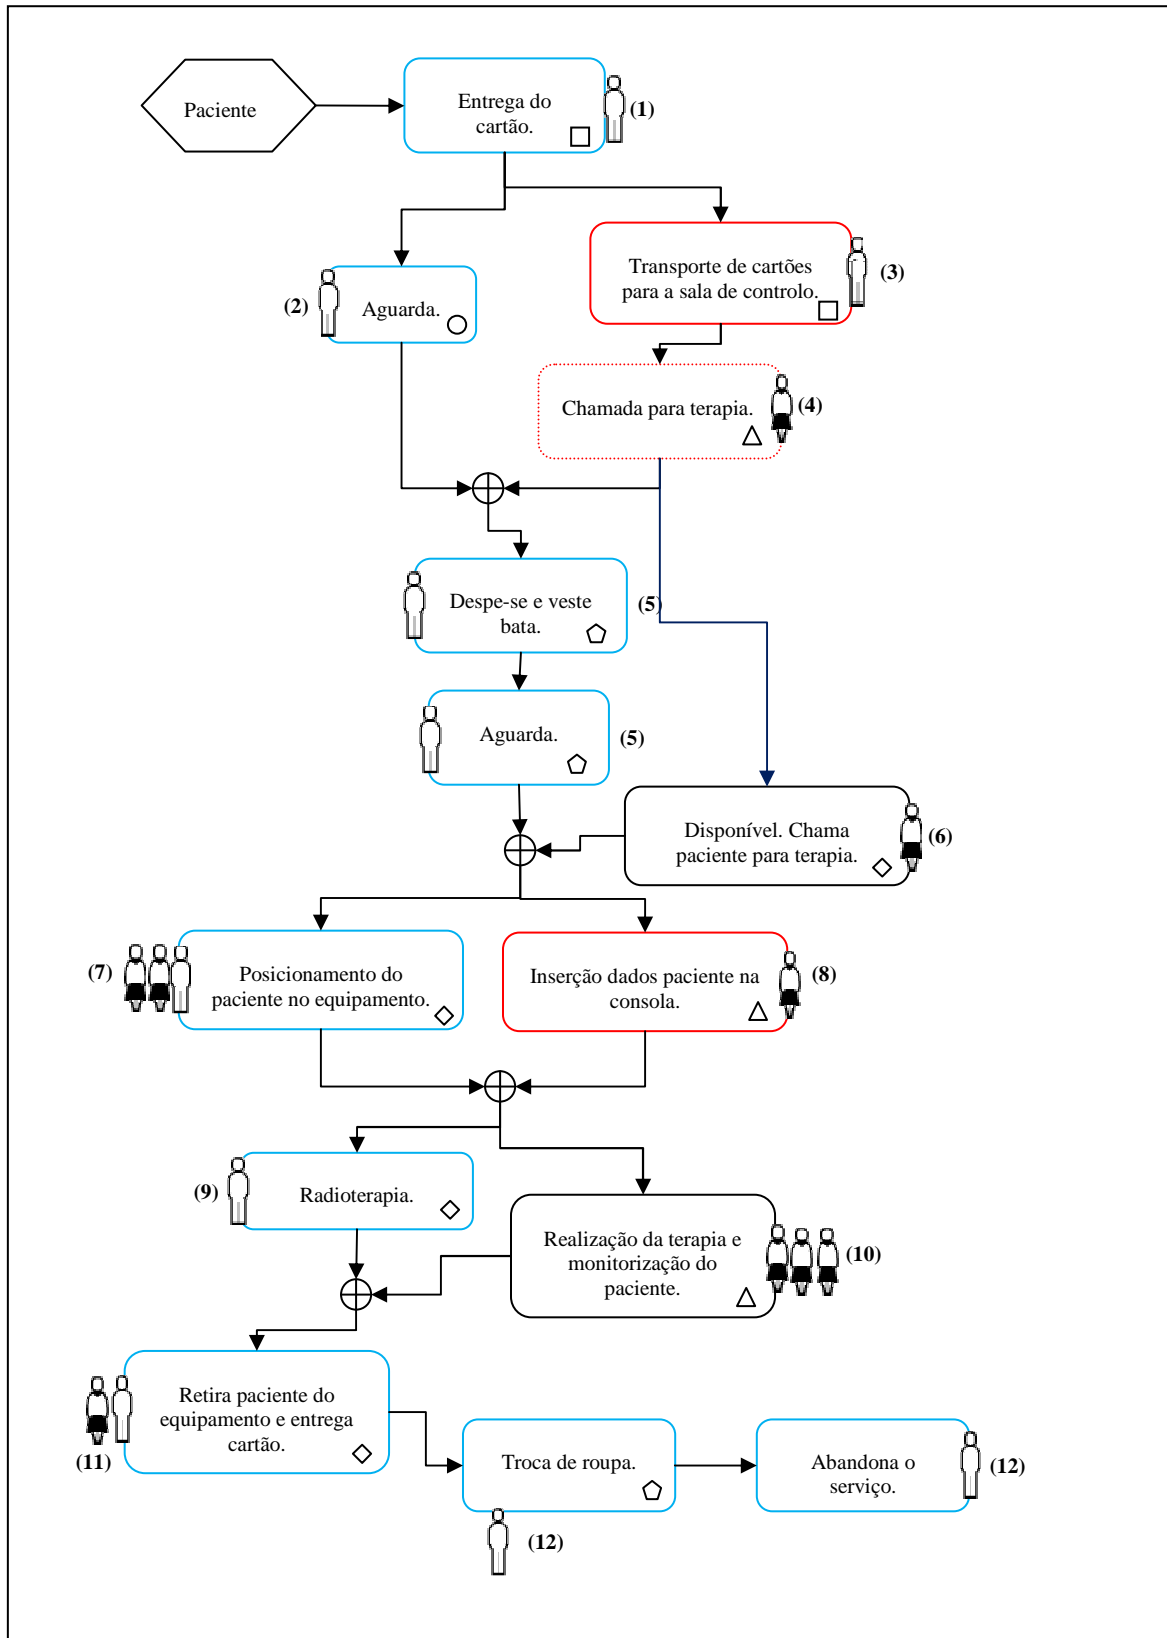 Paciente
Entrega do
cartão.
(1)
Transporte de cartões
para a sala de controlo.
(3)
(2)
Aguarda.
Chamada para terapia.
(4)
Despe-se e veste
bata.
(5)
Aguarda.
(5)
Disponível. Chama
paciente para terapia.
(6)
(7)
Posicionamento do
paciente no equipamento.
Inserção dados paciente na
consola.
(8)
(9)
Radioterapia.
Realização da terapia e
monitorização do
paciente.
(10)
Retira paciente do
equipamento e entrega
cartão.
(11)
Troca de roupa.
(12)
Abandona o
serviço.
(12)